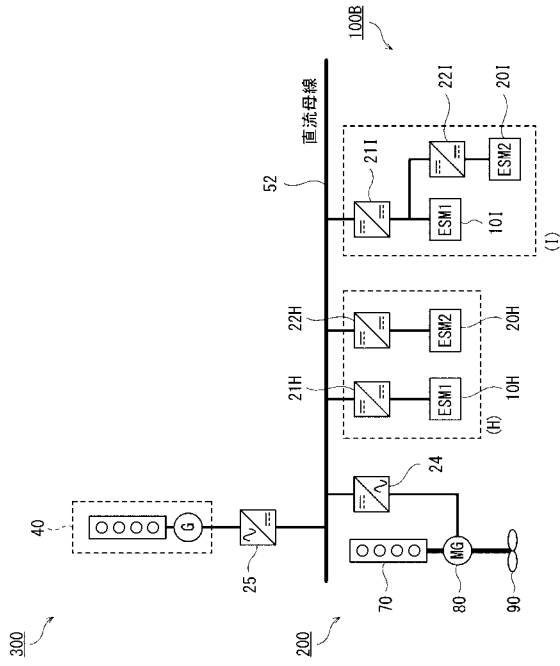 300
40
G
25
直流母線
52
100B
200
70
MG
80
90
24
21H
22H
ESM1
ESM2
10H
20H
(H)
21I
22I
ESM1
ESM2
10I
20I
(I)